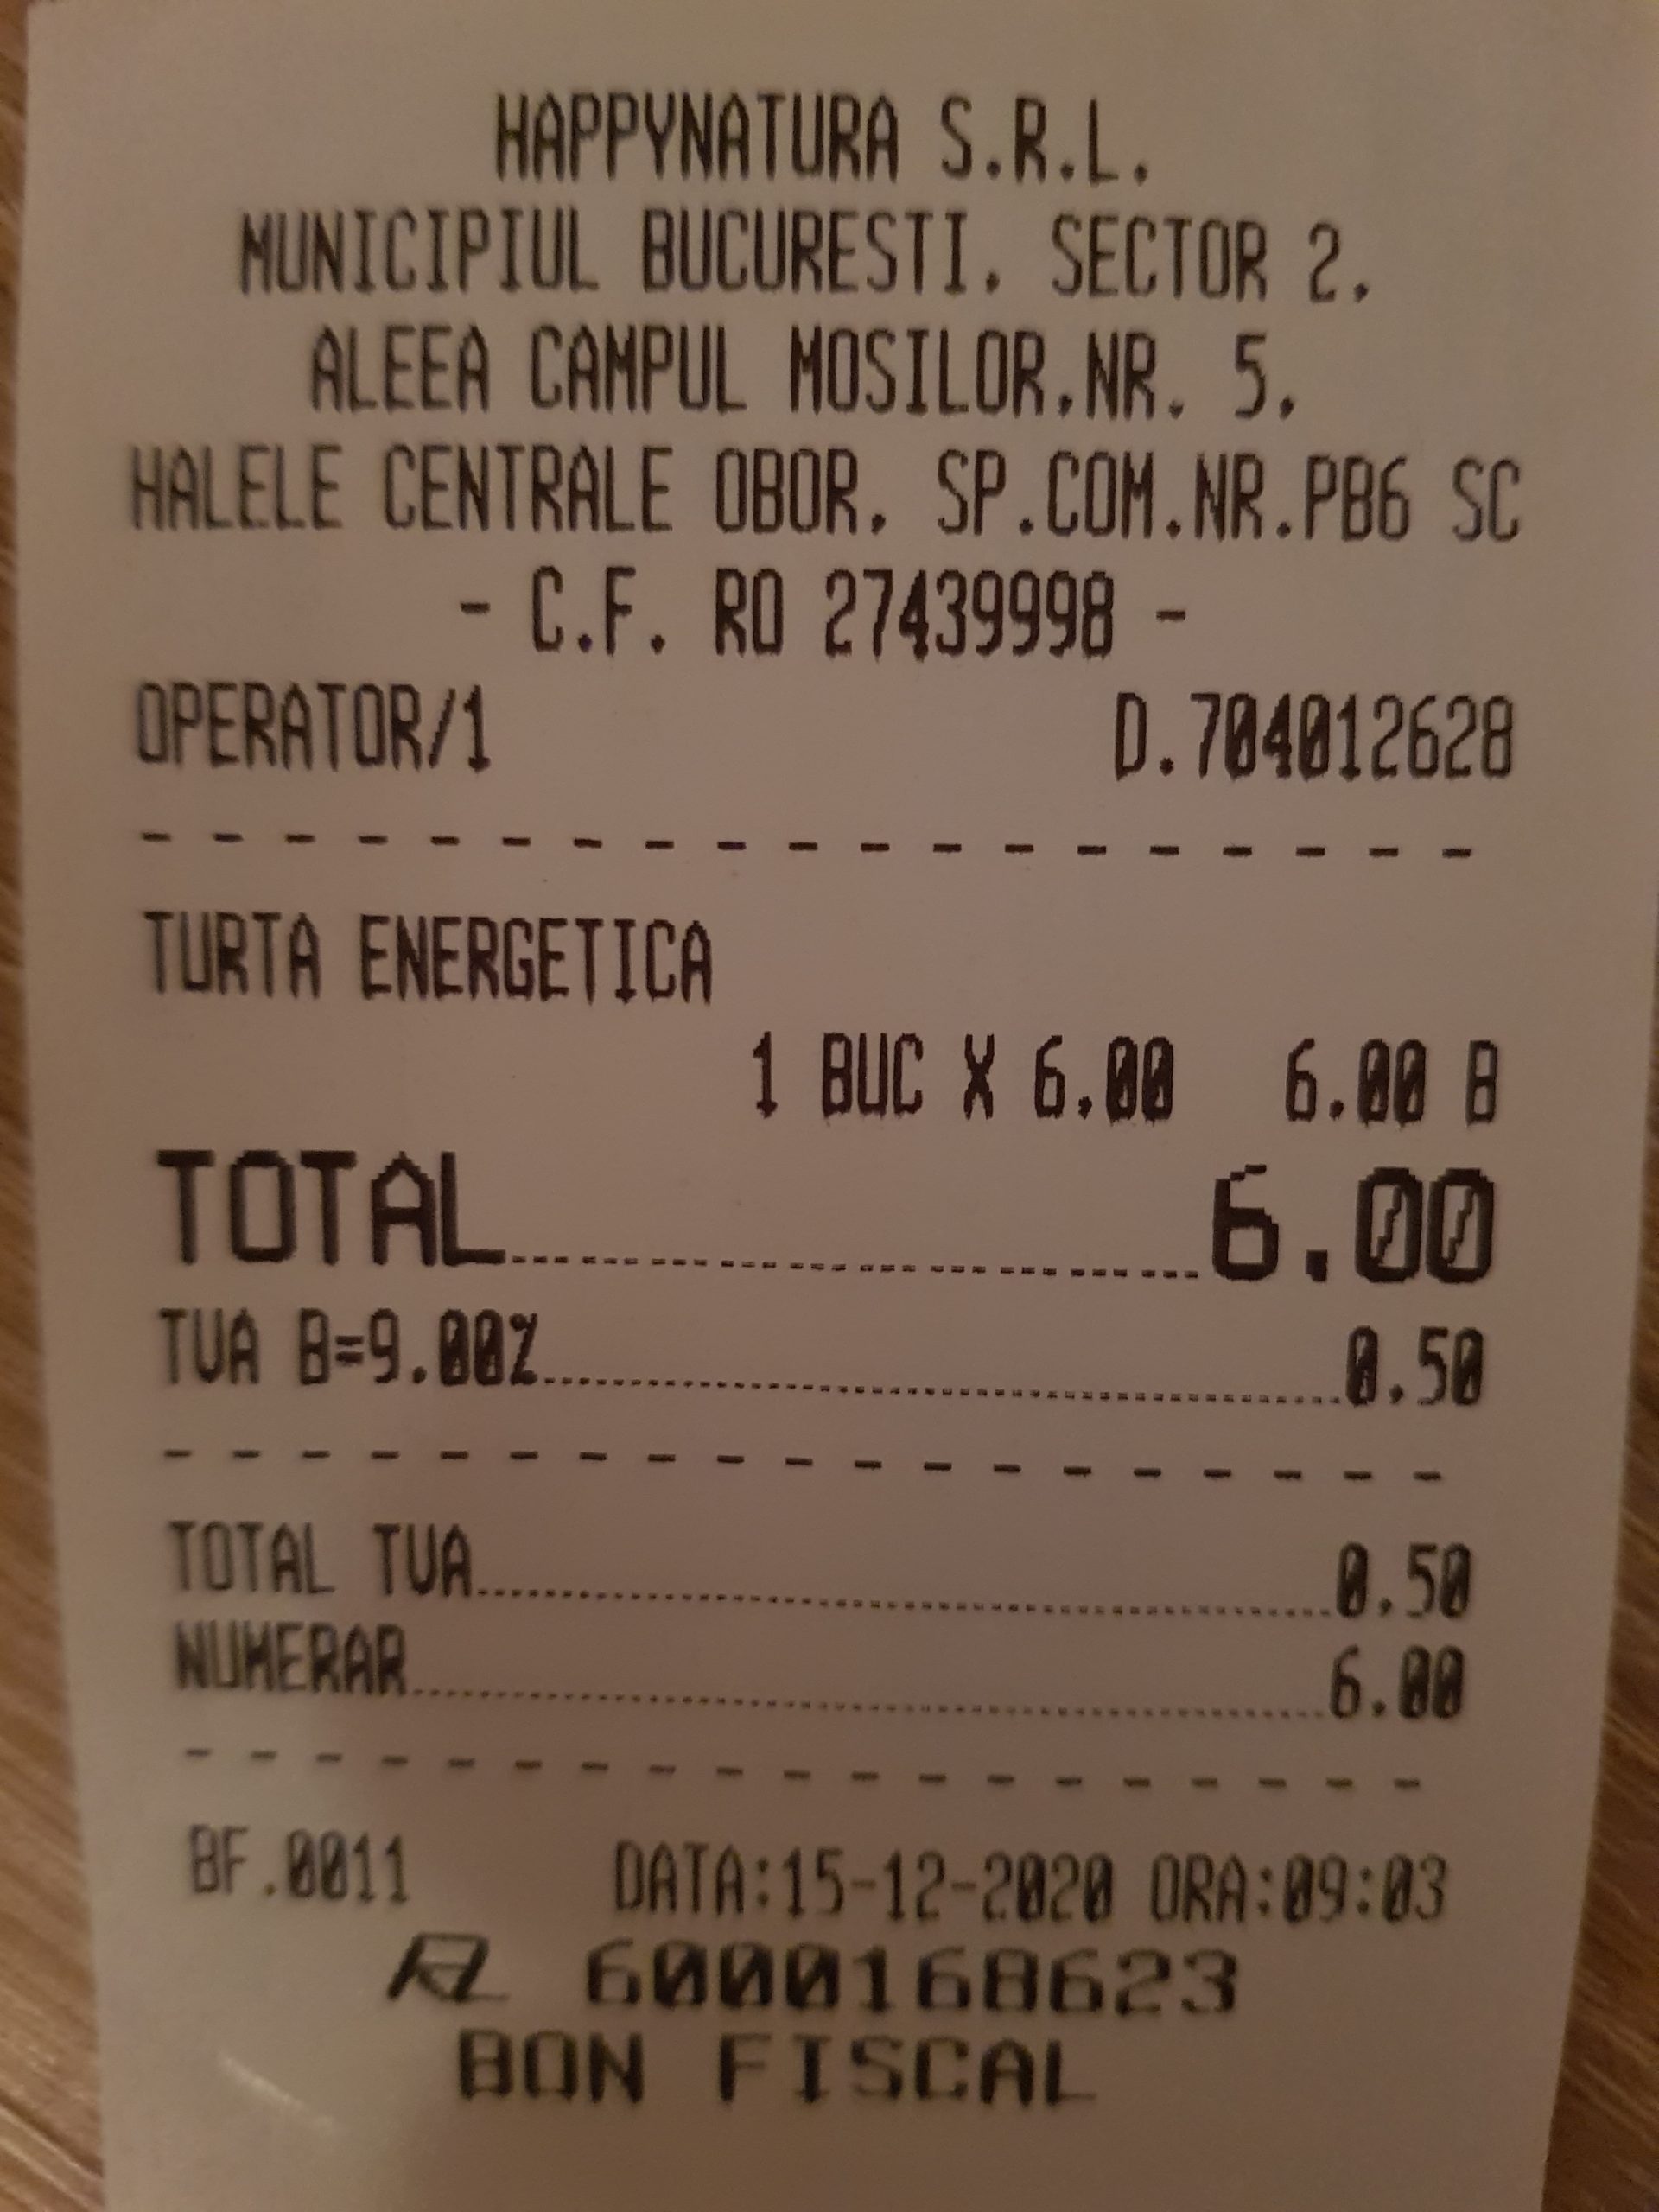 HAPPYNATURA S.R.L.
MUNICIPIUL BUCURESTI, SECTOR 2,
ALEEA CAMPUL MOSILOR,NR. 5,
HALELE CENTRALE OBOR, SP.COM.NR.PB6 SC
- C.F. RO 27439998 -
OPERATOR/1 D.704012628
TURTA ENERGETICA
1 BUC X 6.00 6.00 B
TOTAL 6.00
TVA B=9.00% 0.50
TOTAL TVA 0.50
NUMERAR 6.00
BF.0011 DATA:15-12-2020 ORA:09:03
6000168623
BON FISCAL